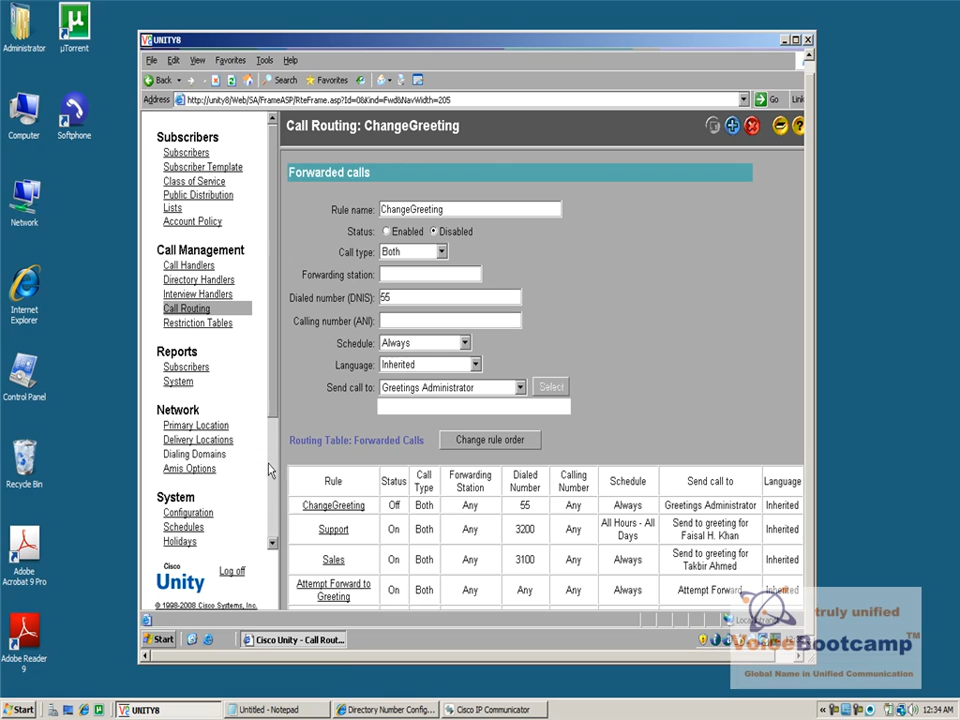 Administrator
µTorrent
Computer
Softphone
Network
Internet
Explorer
Control Panel
Recycle Bin
Adobe
Acrobat 9 Pro
Adobe Reader
9
UNITY8
File Edit View Favorites Tools Help
Back Search Favorites
Address http://unity8/Web/SA/FrameASP/RteFrame.asp?Id=0&Kind=Fwd&NavWidth=205 Go Link
Subscribers
Subscribers
Subscriber Template
Class of Service
Public Distribution
Lists
Account Policy
Call Management
Call Handlers
Directory Handlers
Interview Handlers
Call Routing
Restriction Tables
Reports
Subscribers
System
Network
Primary Location
Delivery Locations
Dialing Domains
Amis Options
System
Configuration
Schedules
Holidays
Cisco
Unity
Log off
© 1998-2008 Cisco Systems, Inc.
Call Routing: ChangeGreeting
Forwarded calls
Rule name: ChangeGreeting
Status: Enabled Disabled
Call type: Both
Forwarding station:
Dialed number (DNIS): 55
Calling number (ANI):
Schedule: Always
Language: Inherited
Send call to: Greetings Administrator Select
Routing Table: Forwarded Calls Change rule order
Rule Status Call Type Forwarding Station Dialed Number Calling Number Schedule Send call to Language
ChangeGreeting Off Both Any 55 Any Always Greetings Administrator Inherited
Support On Both Any 3200 Any All Hours - All Days Send to greeting for Faisal H. Khan Inherited
Sales On Both Any 3100 Any Always Send to greeting for Takbir Ahmed Inherited
Attempt Forward to Greeting On Both Any Any Any Always Attempt Forward Inherited
Start Cisco Unity - Call Rout...
truly unified
VoiceBootcamp™
Global Name in Unified Communication
Start UNITY8 Untitled - Notepad Directory Number Config... Cisco IP Communicator 12:34 AM